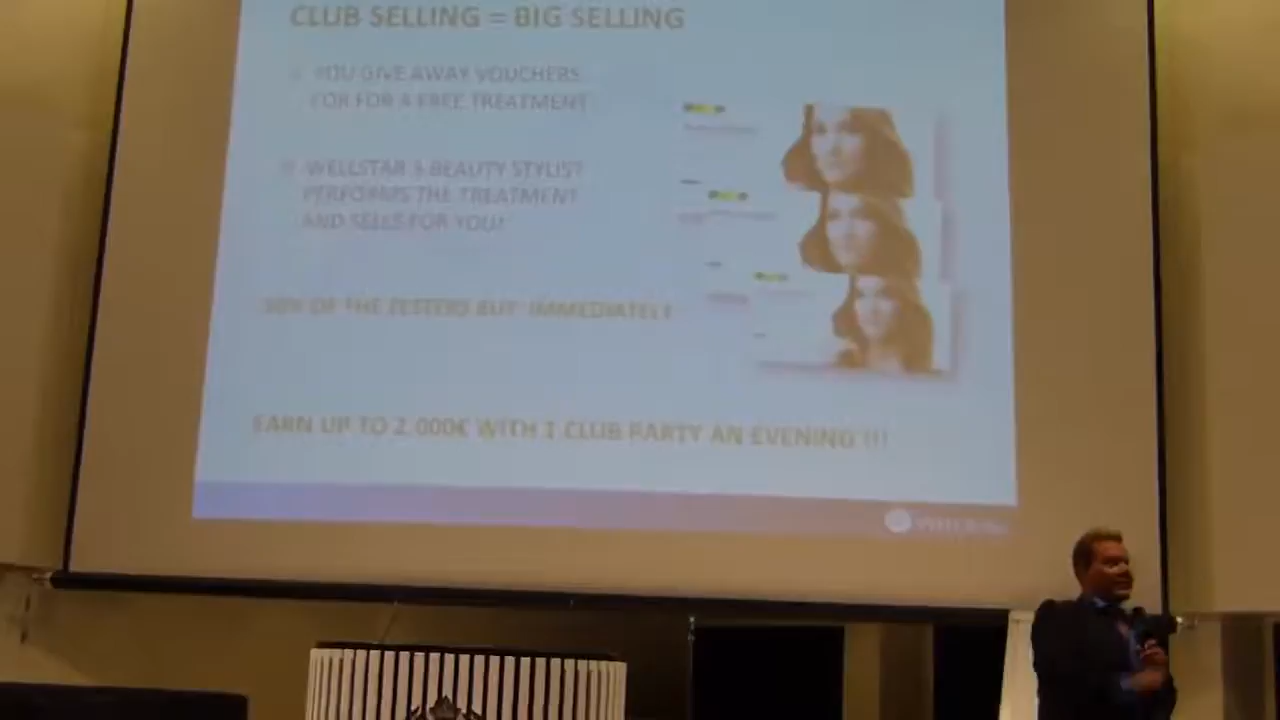 CLUB SELLING = BIG SELLING
YOU GIVE AWAY VOUCHERS
FOR FOR A FREE TREATMENT
WELLSTAR'S BEAUTY STYLIST
PERFORMS THE TREATMENT
AND SELLS FOR YOU!
OF THE TESTERS BUY IMMEDIATELY
EARN UP TO 2.000€ WITH 1 CLUB PARTY AN EVENING !!!